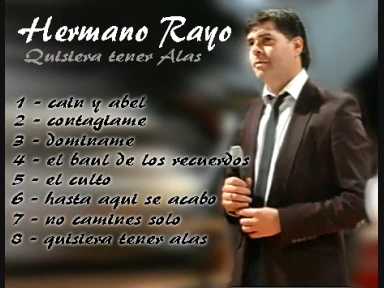 Hermano Rayo
Quisiera tener Alas
1 - cain y abel
2 - contagiame
3 - dominame
4 - el baul de los recuerdos
5 - el culto
6 - hasta aqui se acabo
7 - no camines solo
8 - quisiera tener alas